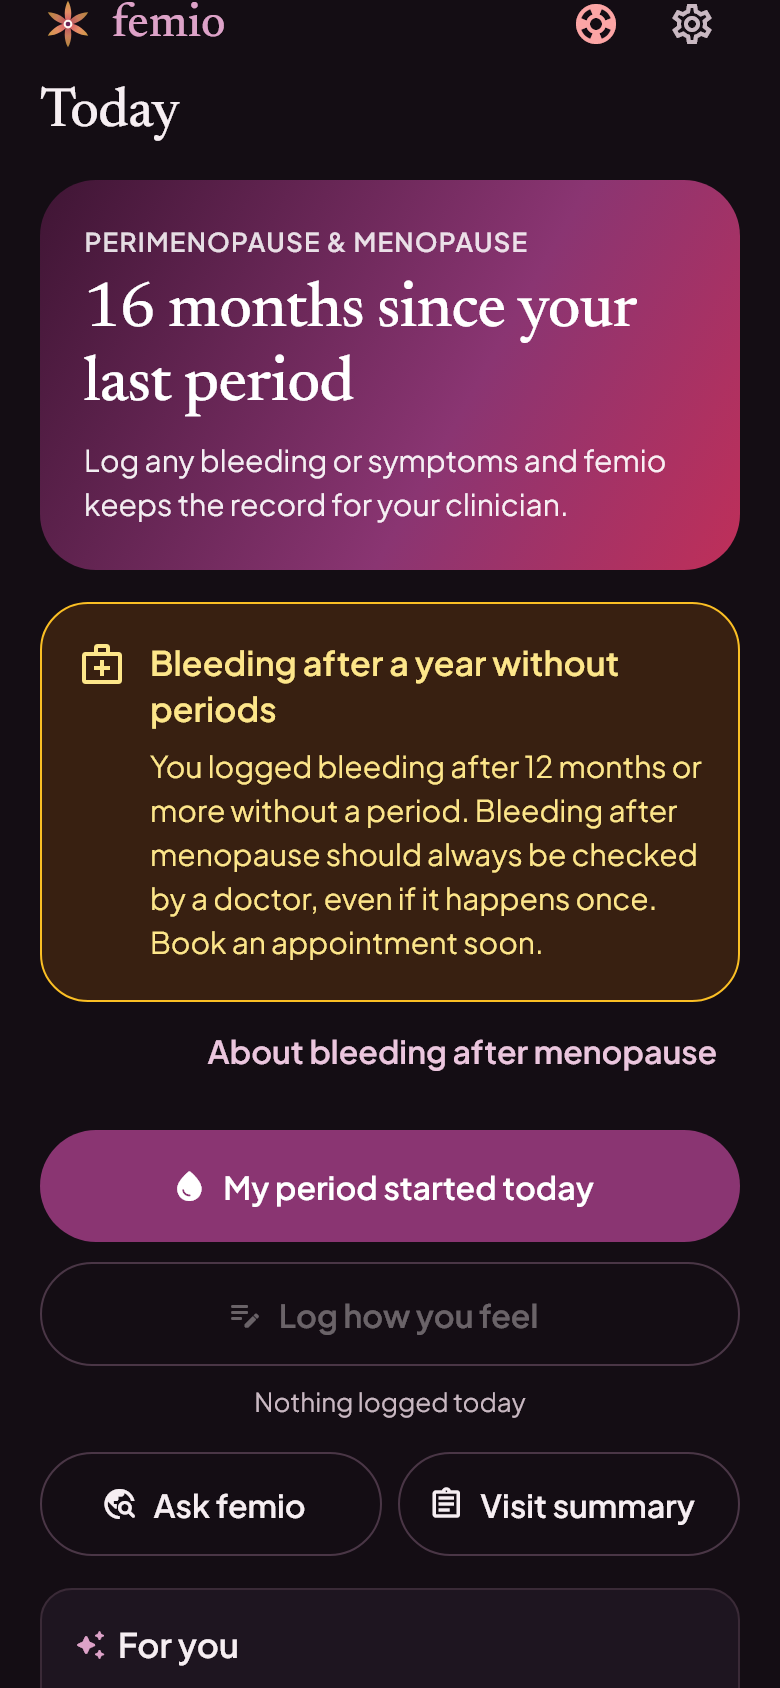 femio
Today
PERIMENOPAUSE & MENOPAUSE
16 months since your
last period
Log any bleeding or symptoms and femio
keeps the record for your clinician.
Bleeding after a year without
periods
You logged bleeding after 12 months or
more without a period. Bleeding after
menopause should always be checked
by a doctor, even if it happens once.
Book an appointment soon.
About bleeding after menopause
My period started today
Log how you feel
Nothing logged today
Ask femio
Visit summary
For you